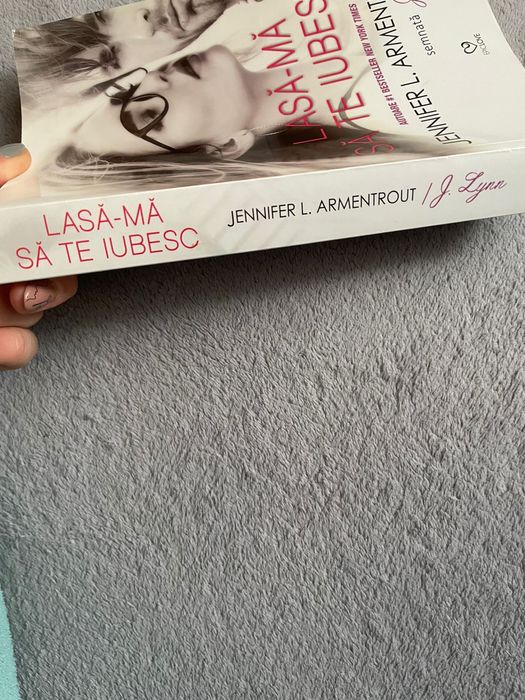 LASĂ-MĂ
SĂ TE IUBESC
AUTOARE #1 BESTSELLER NEW YORK TIMES
JENNIFER L. ARMENT
semnată J
EPICLOVE
LASĂ-MĂ
SĂ TE IUBESC
JENNIFER L. ARMENTROUT / J. Lynn